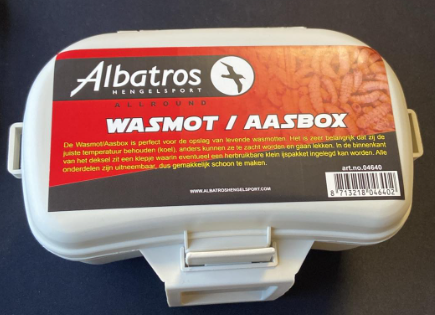 Albatros
HENGELSPORT
ALLROUND
WASMOT / AASBOX
De Wasmot/Aasbox is perfect voor de opslag van levende wasmotten. Het is zeer belangrijk dat zij de
juiste temperatuur behouden (koel), anders kunnen ze te zacht worden en gaan lekken. In de binnenkant
van het deksel zit een klepje waarin eventueel een herbruikbare klein ijspakket ingelegd kan worden. Alle
onderdelen zijn uitneembaar, dus gemakkelijk schoon te maken.
art.no.04640
8 713218 046402
WWW.ALBATROSHENGELSPORT.COM